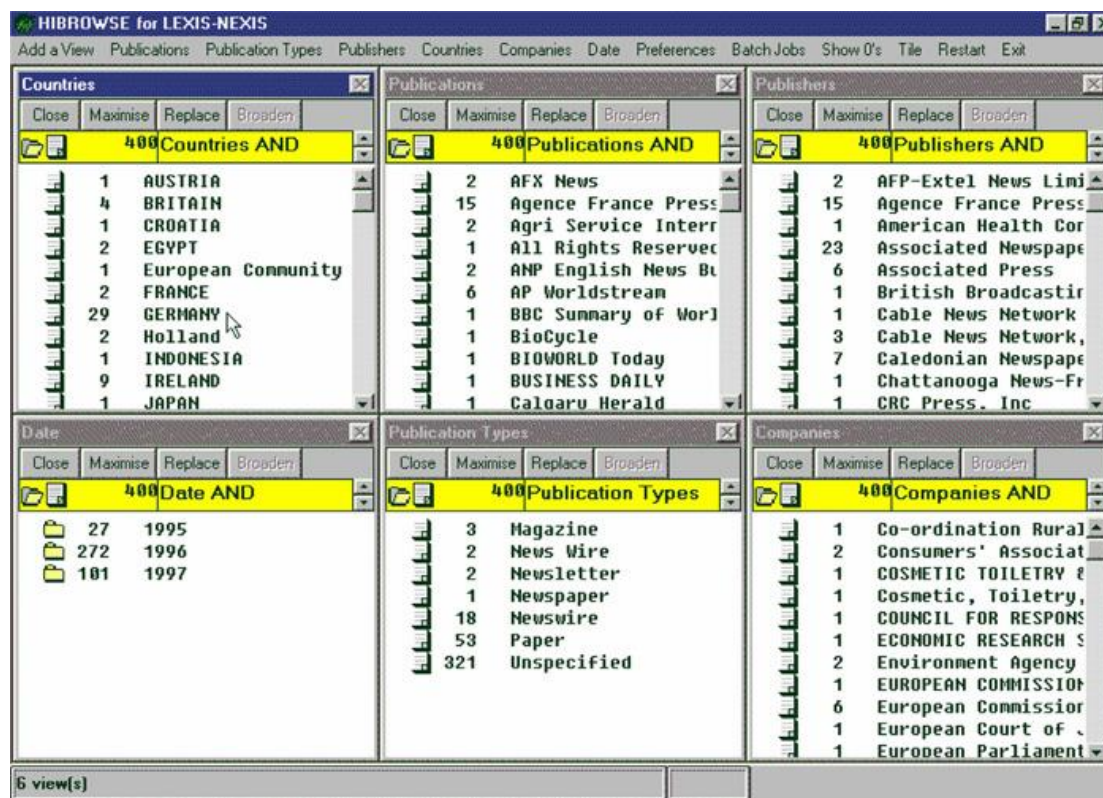 HIBROWSE for LEXIS-NEXIS
Add a View Publications Publication Types Publishers Countries Companies Date Preferences Batch Jobs Show 0's Tile Restart Exit
Countries
Close Maximise Replace Broaden
400 Countries AND
1 AUSTRIA
4 BRITAIN
1 CROATIA
2 EGYPT
1 European Community
2 FRANCE
29 GERMANY
2 Holland
1 INDONESIA
9 IRELAND
1 JAPAN
Publications
Close Maximise Replace Broaden
400 Publications AND
2 AFX News
15 Agence France Press
2 Agri Service Intern
1 All Rights Reserved
2 ANP English News Bu
6 AP Worldstream
1 BBC Summary of Worl
1 BioCycle
1 BIOWORLD Today
1 BUSINESS DAILY
1 Calgary Herald
Publishers
Close Maximise Replace Broaden
400 Publishers AND
2 AFP-Extel News Limi
15 Agence France Press
1 American Health Con
23 Associated Newspape
6 Associated Press
1 British Broadcastin
1 Cable News Network
3 Cable News Network,
7 Caledonian Newspape
1 Chattanooga News-Fr
1 CRC Press, Inc
Date
Close Maximise Replace Broaden
400 Date AND
27 1995
272 1996
101 1997
Publication Types
Close Maximise Replace Broaden
400 Publication Types
3 Magazine
2 News Wire
2 Newsletter
1 Newspaper
18 Newswire
53 Paper
321 Unspecified
Companies
Close Maximise Replace Broaden
400 Companies AND
1 Co-ordination Rural
2 Consumers' Associat
1 COSMETIC TOILETRY &
1 Cosmetic, Toiletry,
1 COUNCIL FOR RESPONS
1 ECONOMIC RESEARCH S
2 Environment Agency
1 EUROPEAN COMMISSION
6 European Commission
1 European Court of
1 European Parliament
6 view(s)